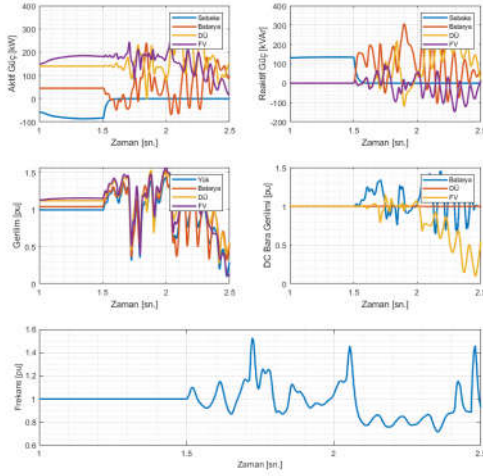 Aktif Güç [kW]
400
300
200
100
0
-100
1
1.5
2
2.5
Zaman [sn.]
Şebeke
Batarya
DÜ
FV
Reaktif Güç [kVAr]
400
300
200
100
0
-100
-200
1
1.5
2
2.5
Zaman [sn.]
Şebeke
Batarya
DÜ
FV
Gerilim [pu]
1.5
1
0.5
0
1
1.5
2
2.5
Zaman [sn.]
Yük
Batarya
DÜ
FV
DC Bara Gerilimi [pu]
1.5
1
0.5
0
1
1.5
2
2.5
Zaman [sn.]
Batarya
DÜ
FV
Frekans [pu]
1.6
1.4
1.2
1
0.8
0.6
1
1.5
2
2.5
Zaman [sn.]